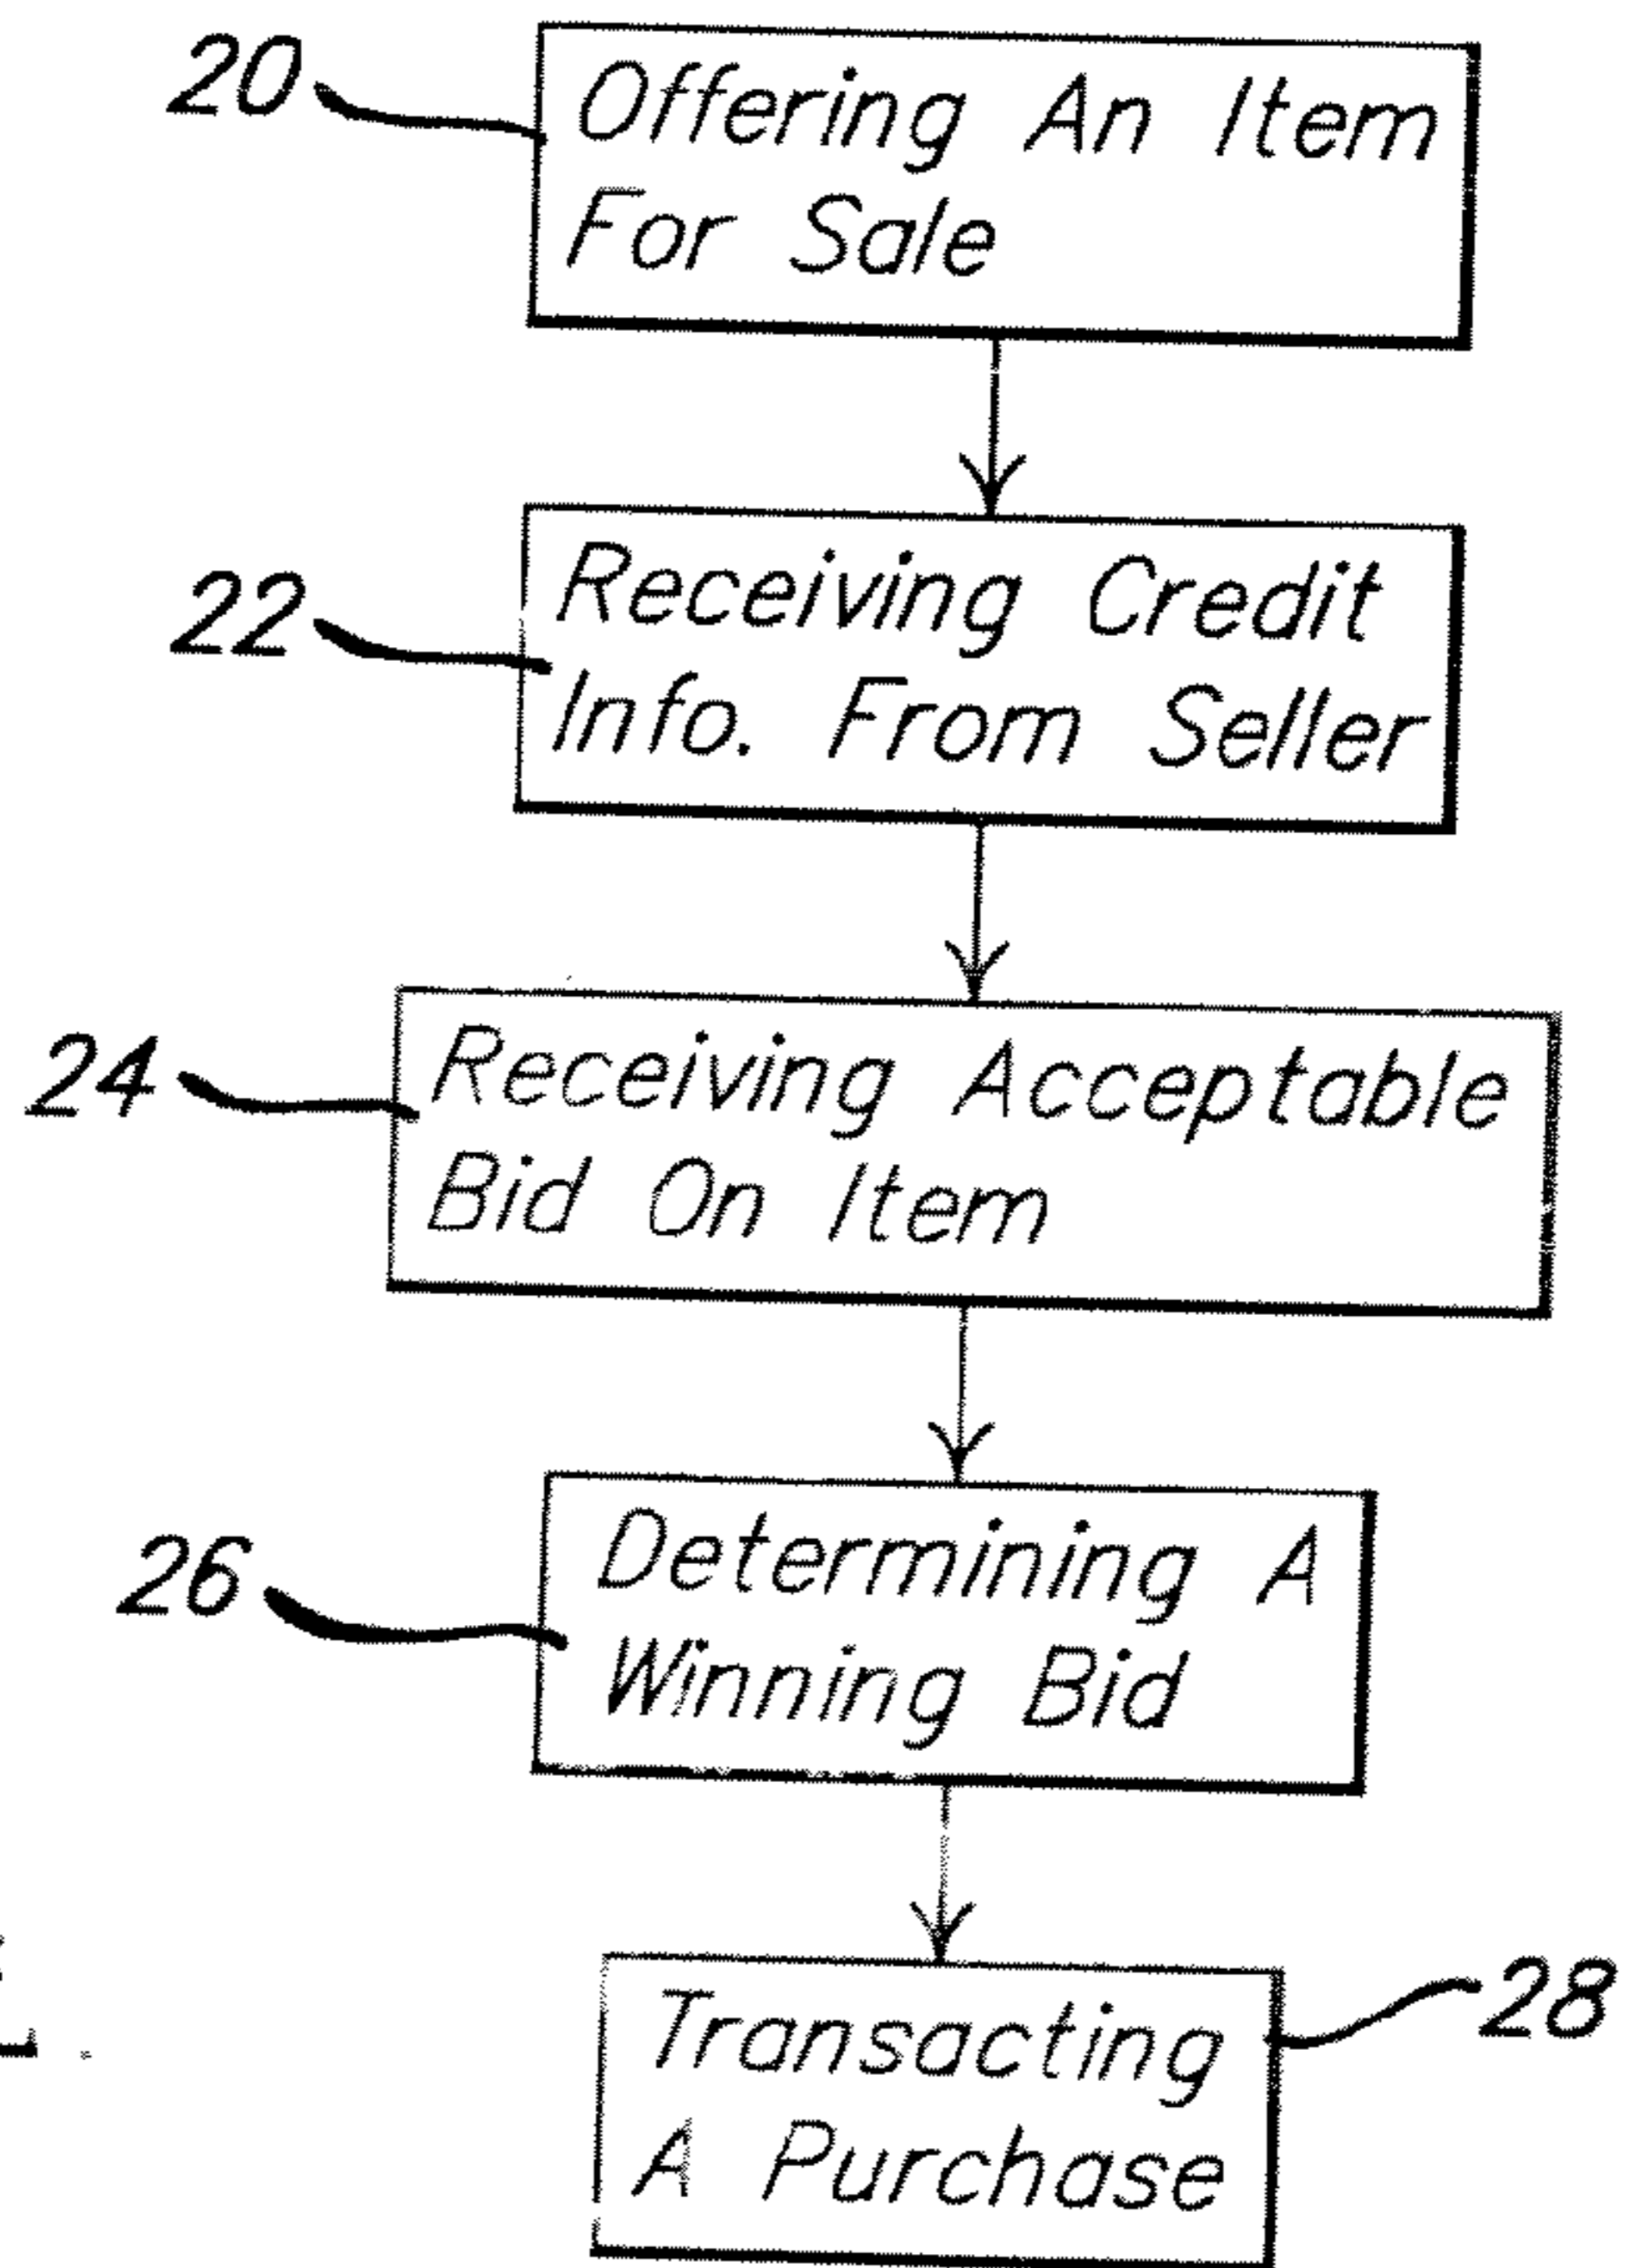 20
Offering An Item
For Sale
22
Receiving Credit
Info. From Seller
24
Receiving Acceptable
Bid On Item
26
Determining A
Winning Bid
28
Transacting
A Purchase